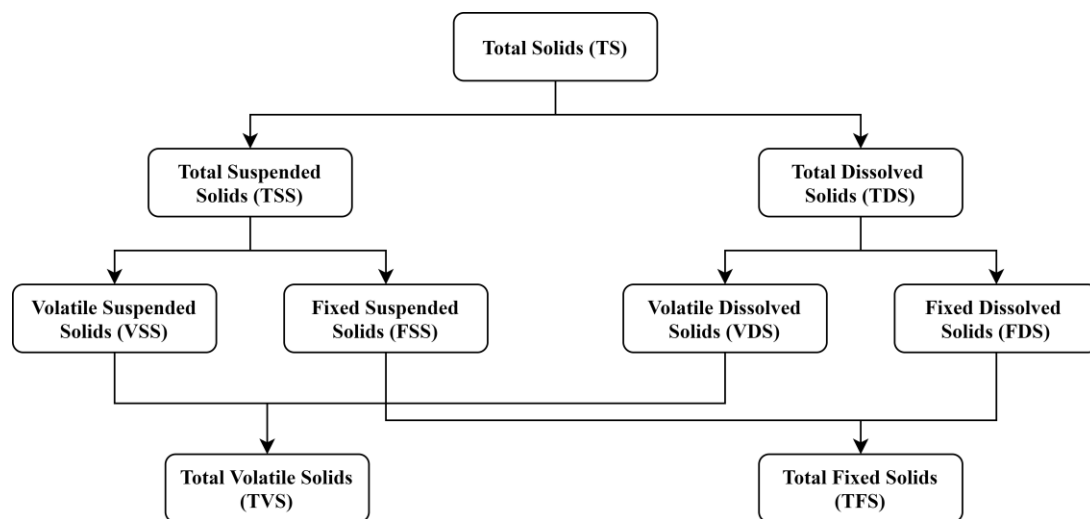 Total Solids (TS)
Total Suspended
Solids (TSS)
Total Dissolved
Solids (TDS)
Volatile Suspended
Solids (VSS)
Fixed Suspended
Solids (FSS)
Volatile Dissolved
Solids (VDS)
Fixed Dissolved
Solids (FDS)
Total Volatile Solids
(TVS)
Total Fixed Solids
(TFS)